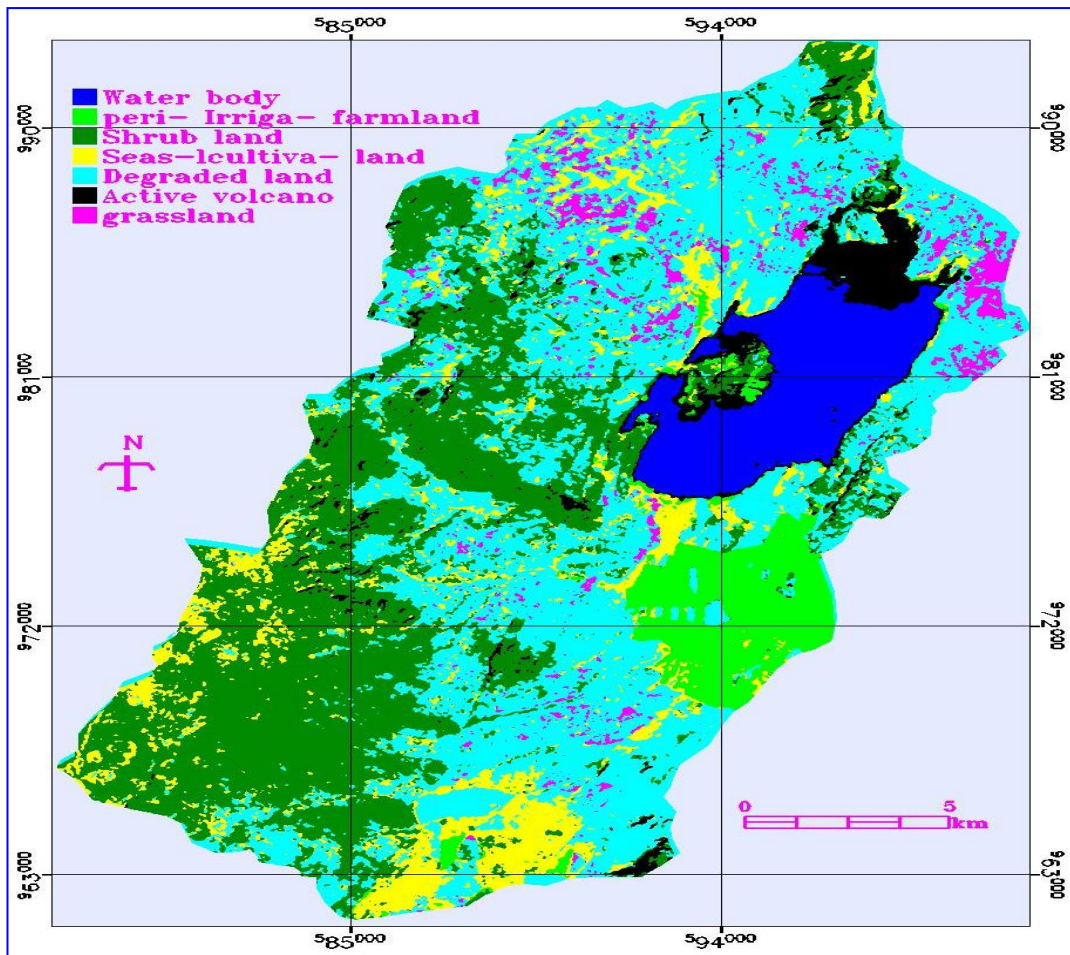 585000 594000
Water body
peri- Irriga- farmland
Shrub land
Seas-lcultiva- land
Degraded land
Active volcano
grassland
990000 990000
981000 981000
N
972000 972000
0 5
km
963000 963000
585000 594000